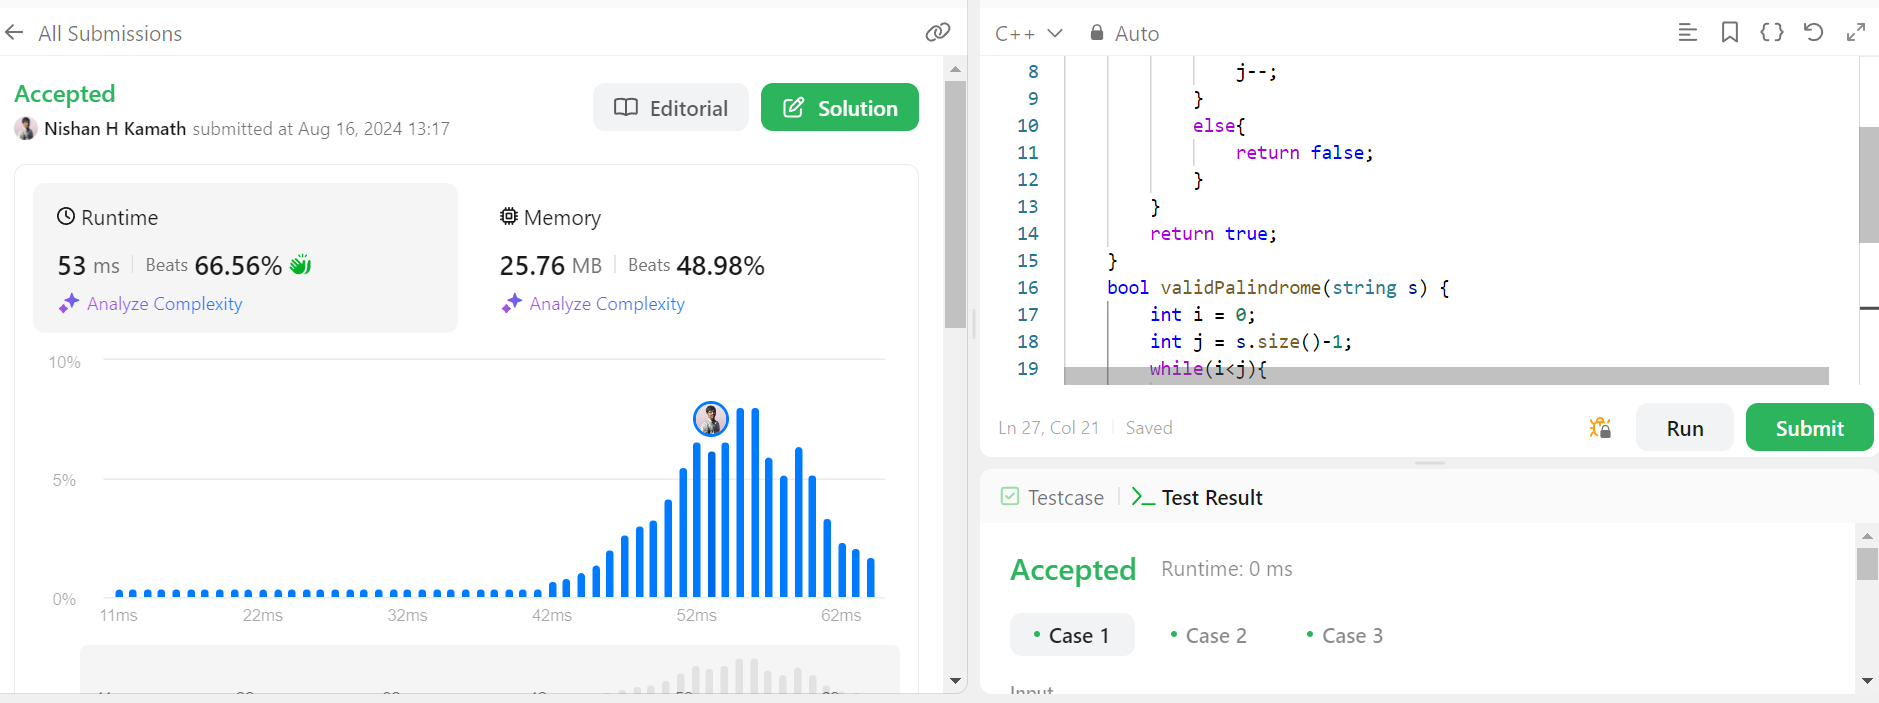 All Submissions
Accepted
Nishan H Kamath submitted at Aug 16, 2024 13:17
Editorial
Solution
Runtime
53 ms Beats 66.56%
Analyze Complexity
Memory
25.76 MB Beats 48.98%
Analyze Complexity
10%
5%
0%
11ms 22ms 32ms 42ms 52ms 62ms
C++ Auto
8 j--;
9 }
10 else{
11 return false;
12 }
13 }
14 return true;
15 }
16 bool validPalindrome(string s) {
17 int i = 0;
18 int j = s.size()-1;
19 while(i<j){
Ln 27, Col 21 Saved
Run
Submit
Testcase
Test Result
Accepted Runtime: 0 ms
Case 1 Case 2 Case 3
Input